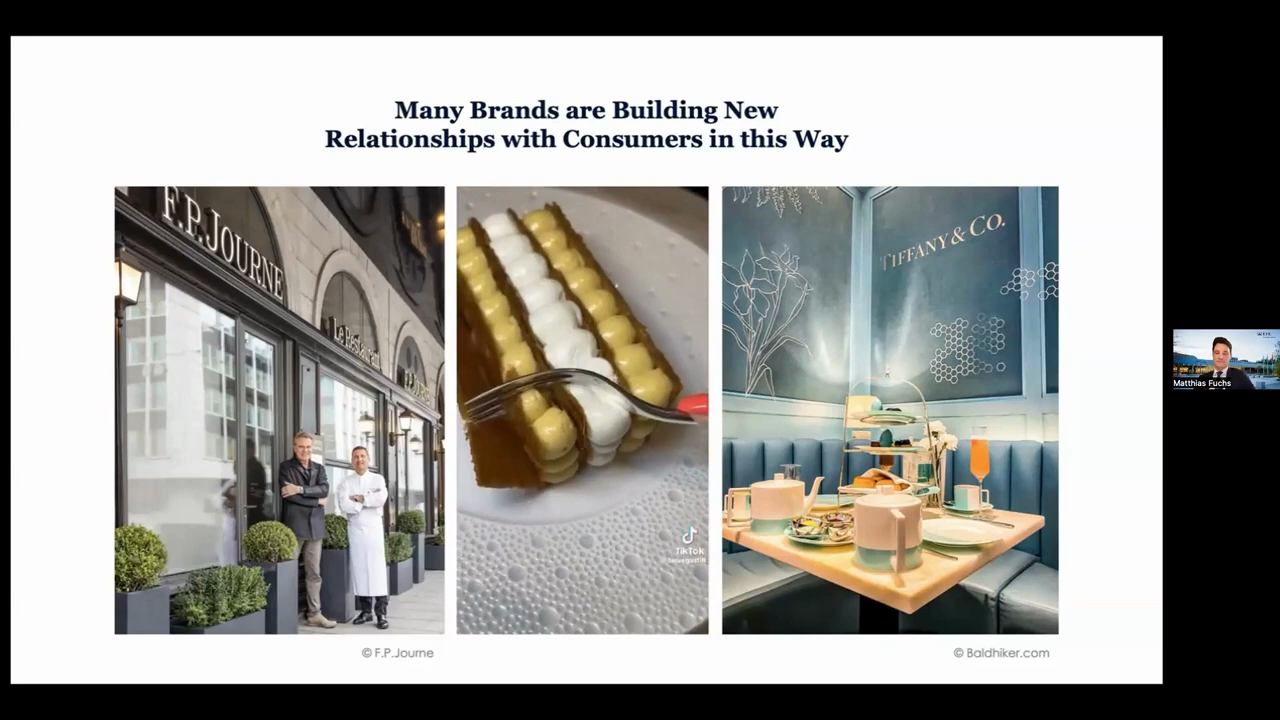 Many Brands are Building New
Relationships with Consumers in this Way
F.P.JOURNE
Le Restaurant
TIFFANY & CO.
TikTok
© F.P.Journe
© Baldhiker.com
Matthias Fuchs